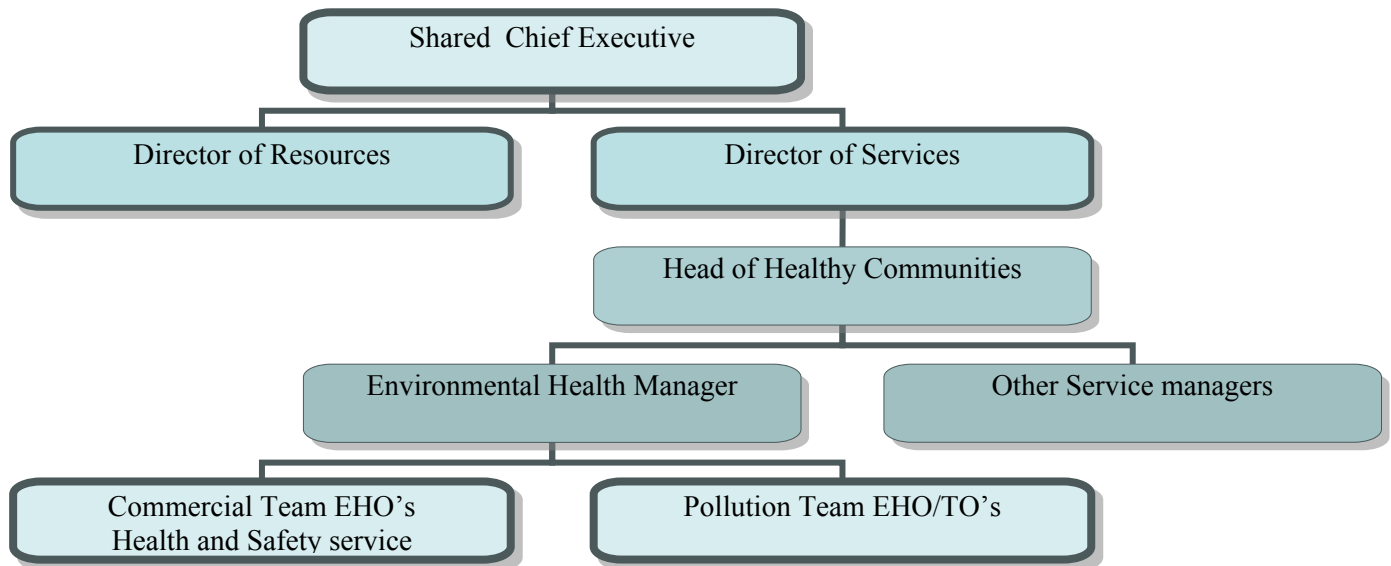 Shared Chief Executive
Director of Resources
Director of Services
Head of Healthy Communities
Environmental Health Manager
Other Service managers
Commercial Team EHO’s
Health and Safety service
Pollution Team EHO/TO’s